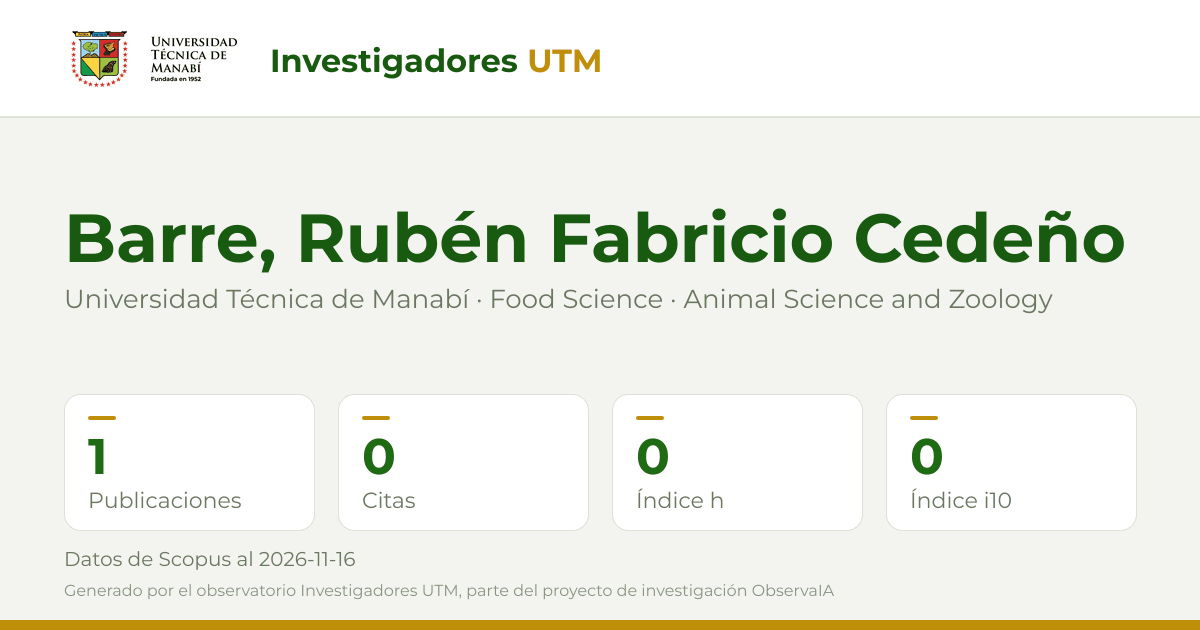 UNIVERSIDAD
TÉCNICA DE
MANABÍ
Fundada en 1952
Investigadores UTM
Barre, Rubén Fabricio Cedeño
Universidad Técnica de Manabí · Food Science · Animal Science and Zoology
1
Publicaciones
0
Citas
0
Índice h
0
Índice i10
Datos de Scopus al 2026-11-16
Generado por el observatorio Investigadores UTM, parte del proyecto de investigación ObservaIA